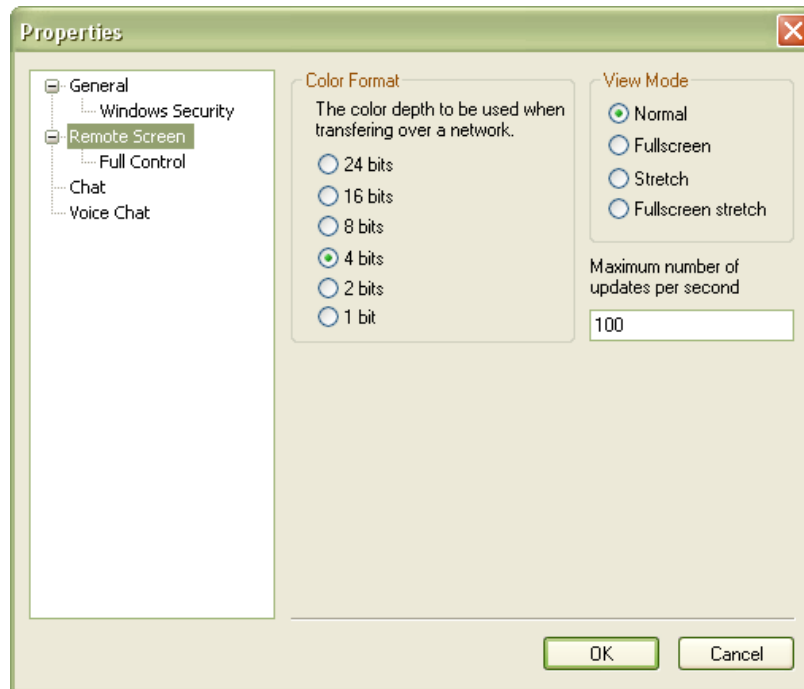 Properties
General
Windows Security
Remote Screen
Full Control
Chat
Voice Chat
Color Format
The color depth to be used when
transfering over a network.
24 bits
16 bits
8 bits
4 bits
2 bits
1 bit
View Mode
Normal
Fullscreen
Stretch
Fullscreen stretch
Maximum number of
updates per second
100
OK
Cancel